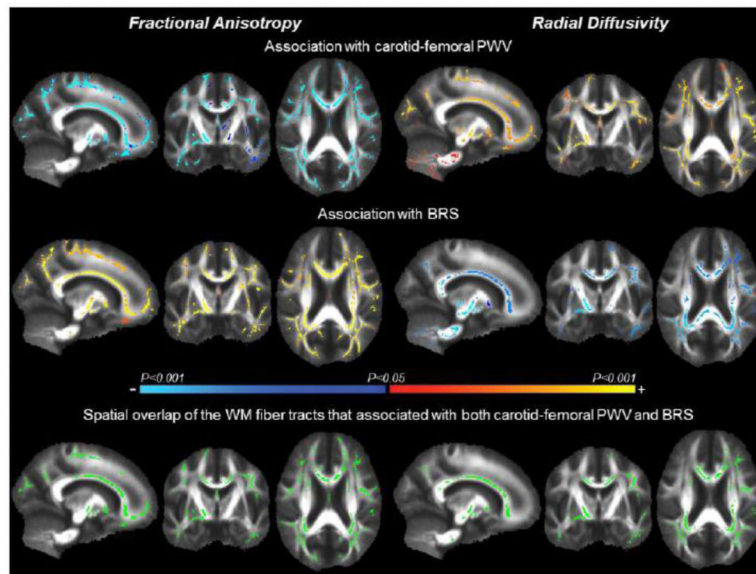 Fractional Anisotropy Radial Diffusivity
Association with carotid-femoral PWV
Association with BRS
P<0.001 P<0.05 P<0.001
- +
Spatial overlap of the WM fiber tracts that associated with both carotid-femoral PWV and BRS